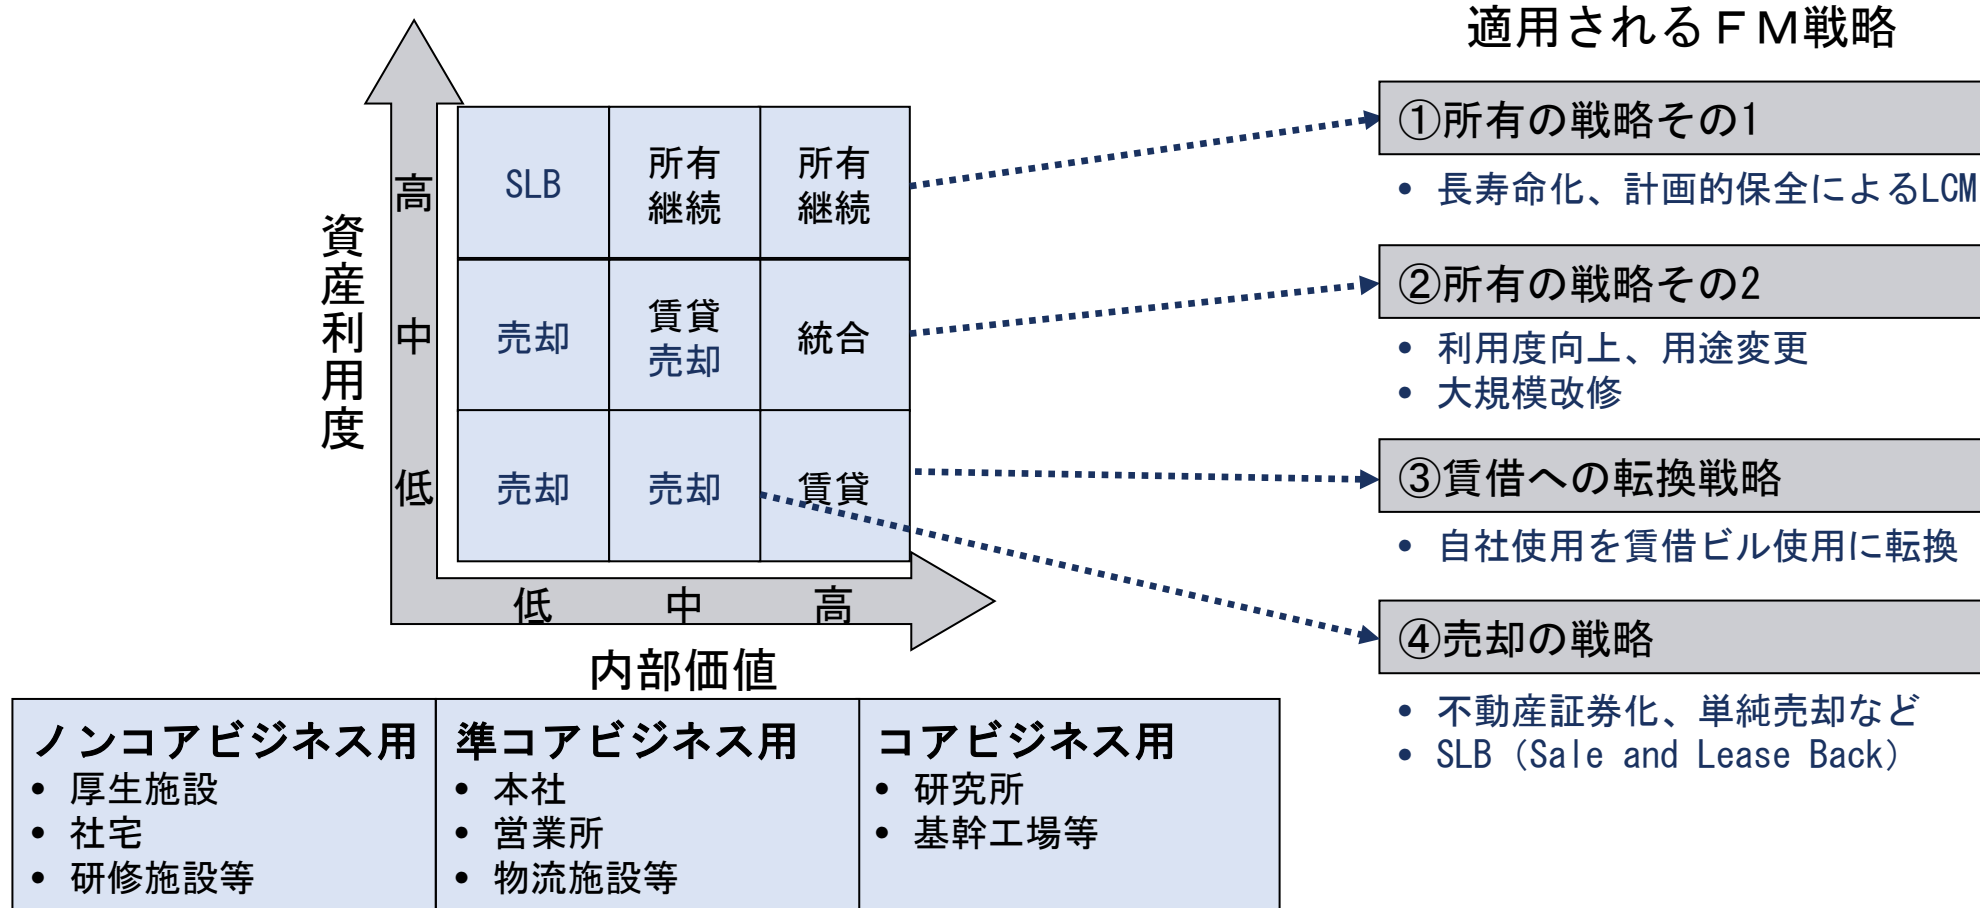 適用されるＦＭ戦略
資産利用度
高
中
低
SLB
所有
継続
所有
継続
売却
賃貸
売却
統合
売却
売却
賃貸
低 中 高
内部価値
①所有の戦略その1
• 長寿命化、計画的保全によるLCM
②所有の戦略その2
• 利用度向上、用途変更
• 大規模改修
③賃借への転換戦略
• 自社使用を賃借ビル使用に転換
④売却の戦略
• 不動産証券化、単純売却など
• SLB（Sale and Lease Back）
ノンコアビジネス用
• 厚生施設
• 社宅
• 研修施設等
準コアビジネス用
• 本社
• 営業所
• 物流施設等
コアビジネス用
• 研究所
• 基幹工場等